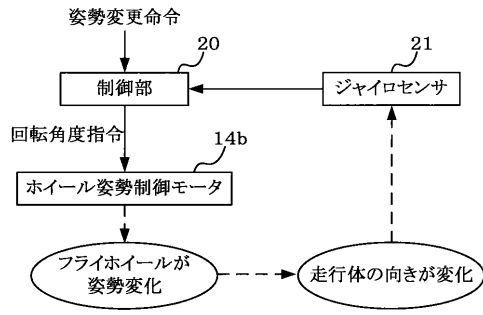 姿勢変更命令
20
制御部
21
ジャイロセンサ
回転角度指令
14b
ホイール姿勢制御モータ
フライホイールが
姿勢変化
走行体の向きが変化